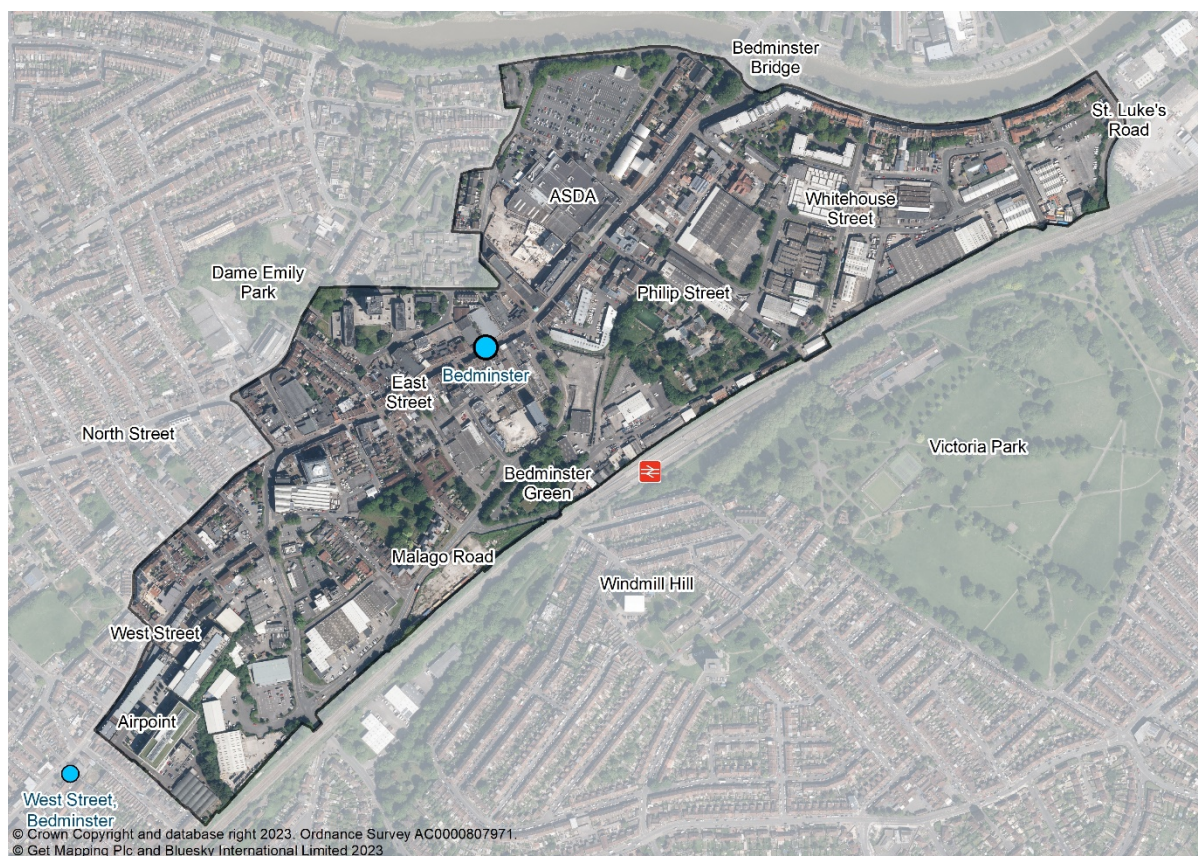 Bedminster
Bridge
St. Luke's
Road
ASDA
Whitehouse
Street
Dame Emily
Park
Philip Street
Bedminster
East
Street
North Street
Victoria Park
Bedminster
Green
Malago Road
Windmill Hill
West Street
Airpoint
West Street,
Bedminster
© Crown Copyright and database right 2023. Ordnance Survey AC0000807971.
© Get Mapping Plc and Bluesky International Limited 2023